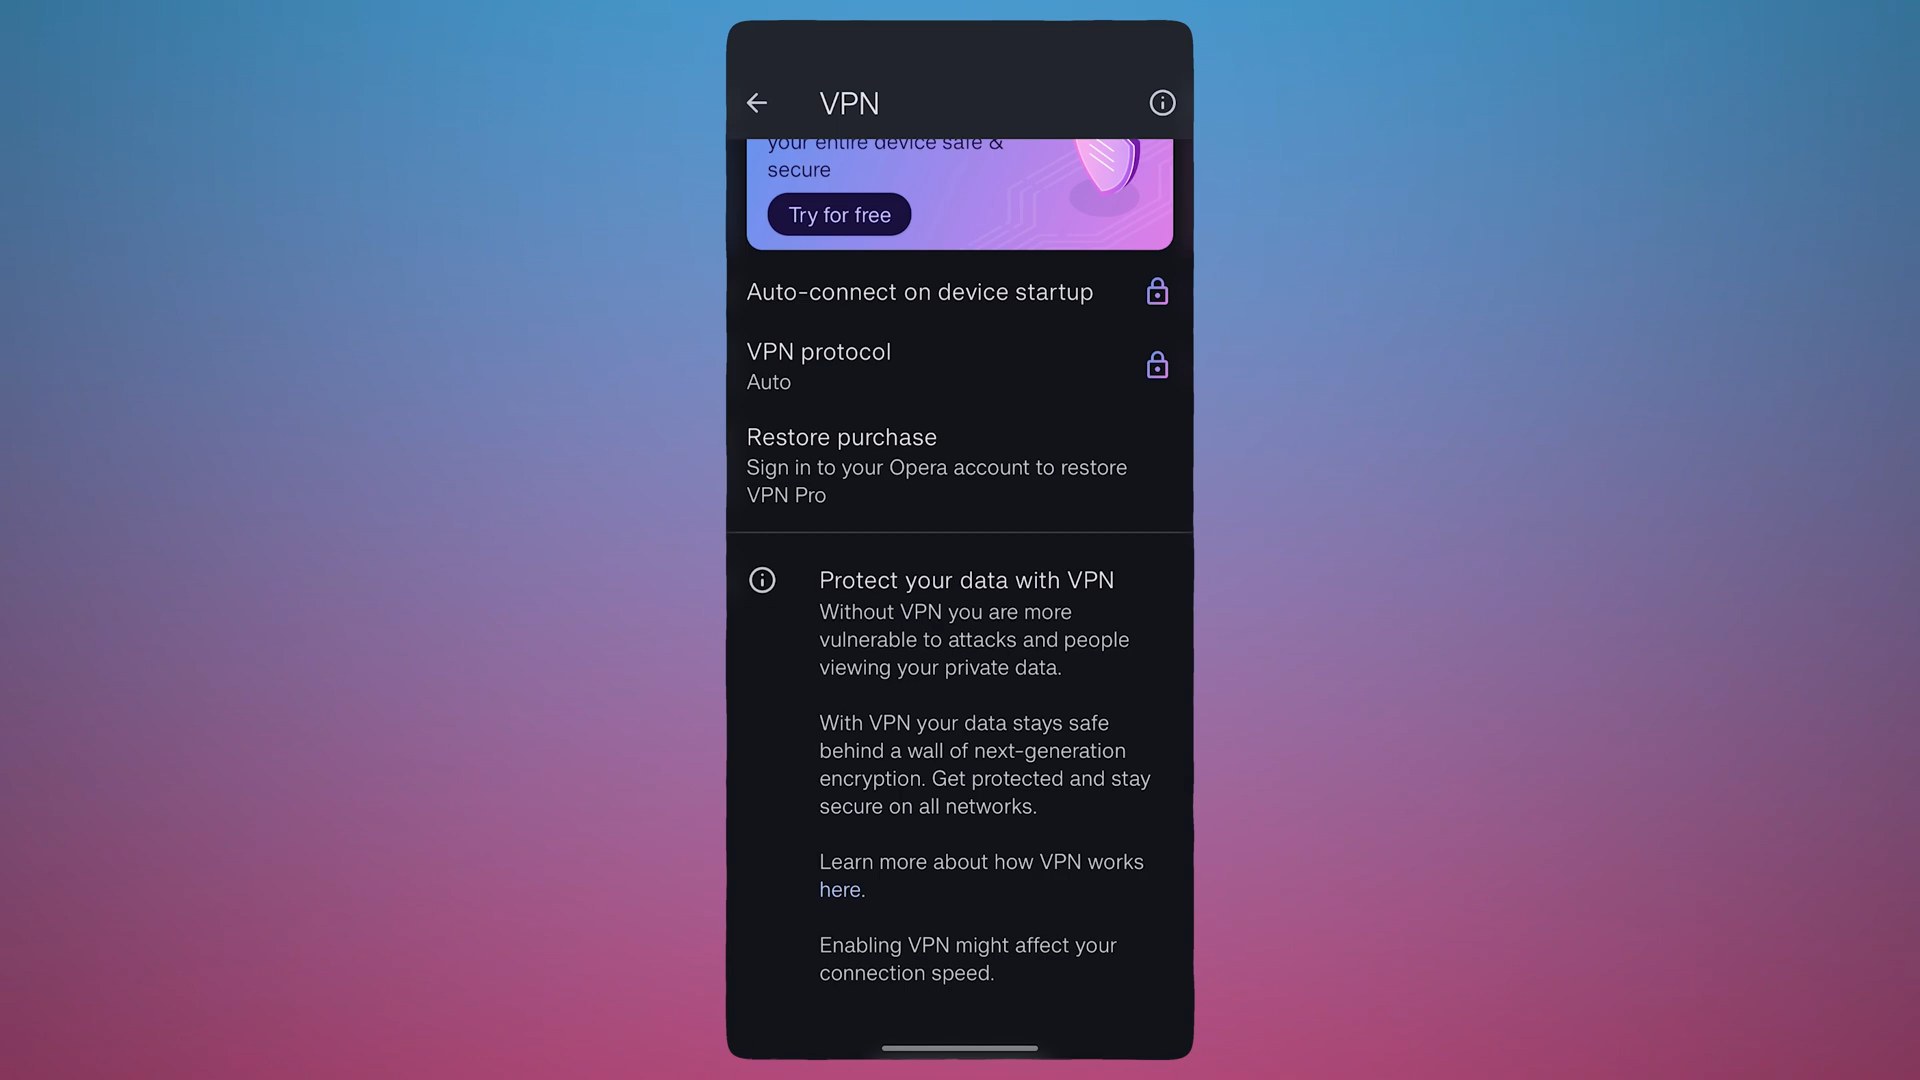 VPN
your entire device safe &
secure
Try for free
Auto-connect on device startup
VPN protocol
Auto
Restore purchase
Sign in to your Opera account to restore
VPN Pro
Protect your data with VPN
Without VPN you are more
vulnerable to attacks and people
viewing your private data.
With VPN your data stays safe
behind a wall of next-generation
encryption. Get protected and stay
secure on all networks.
Learn more about how VPN works
here.
Enabling VPN might affect your
connection speed.